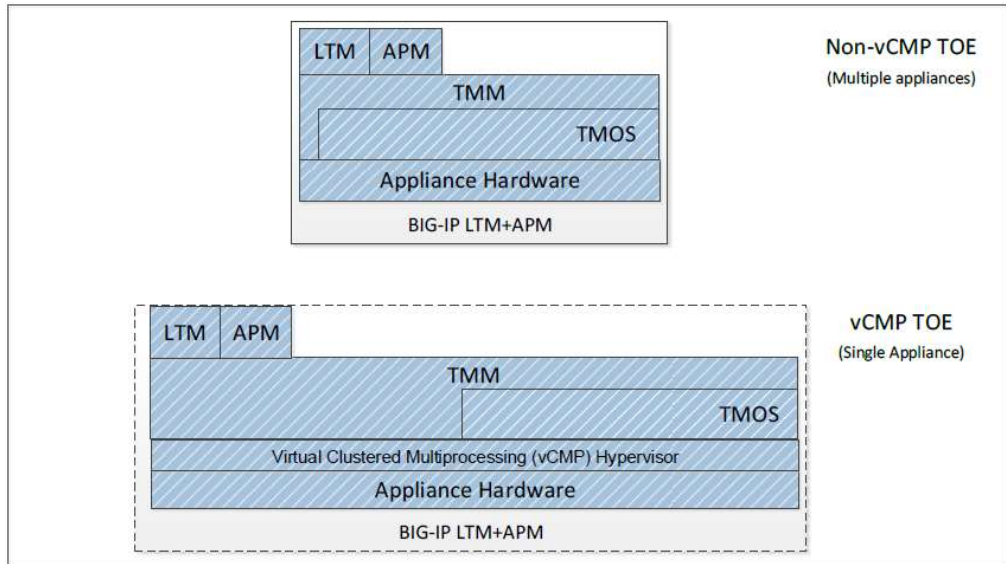 LTM APM
Non-vCMP TOE
(Multiple appliances)
TMM
TMOS
Appliance Hardware
BIG-IP LTM+APM
LTM APM
vCMP TOE
(Single Appliance)
TMM
TMOS
Virtual Clustered Multiprocessing (vCMP) Hypervisor
Appliance Hardware
BIG-IP LTM+APM